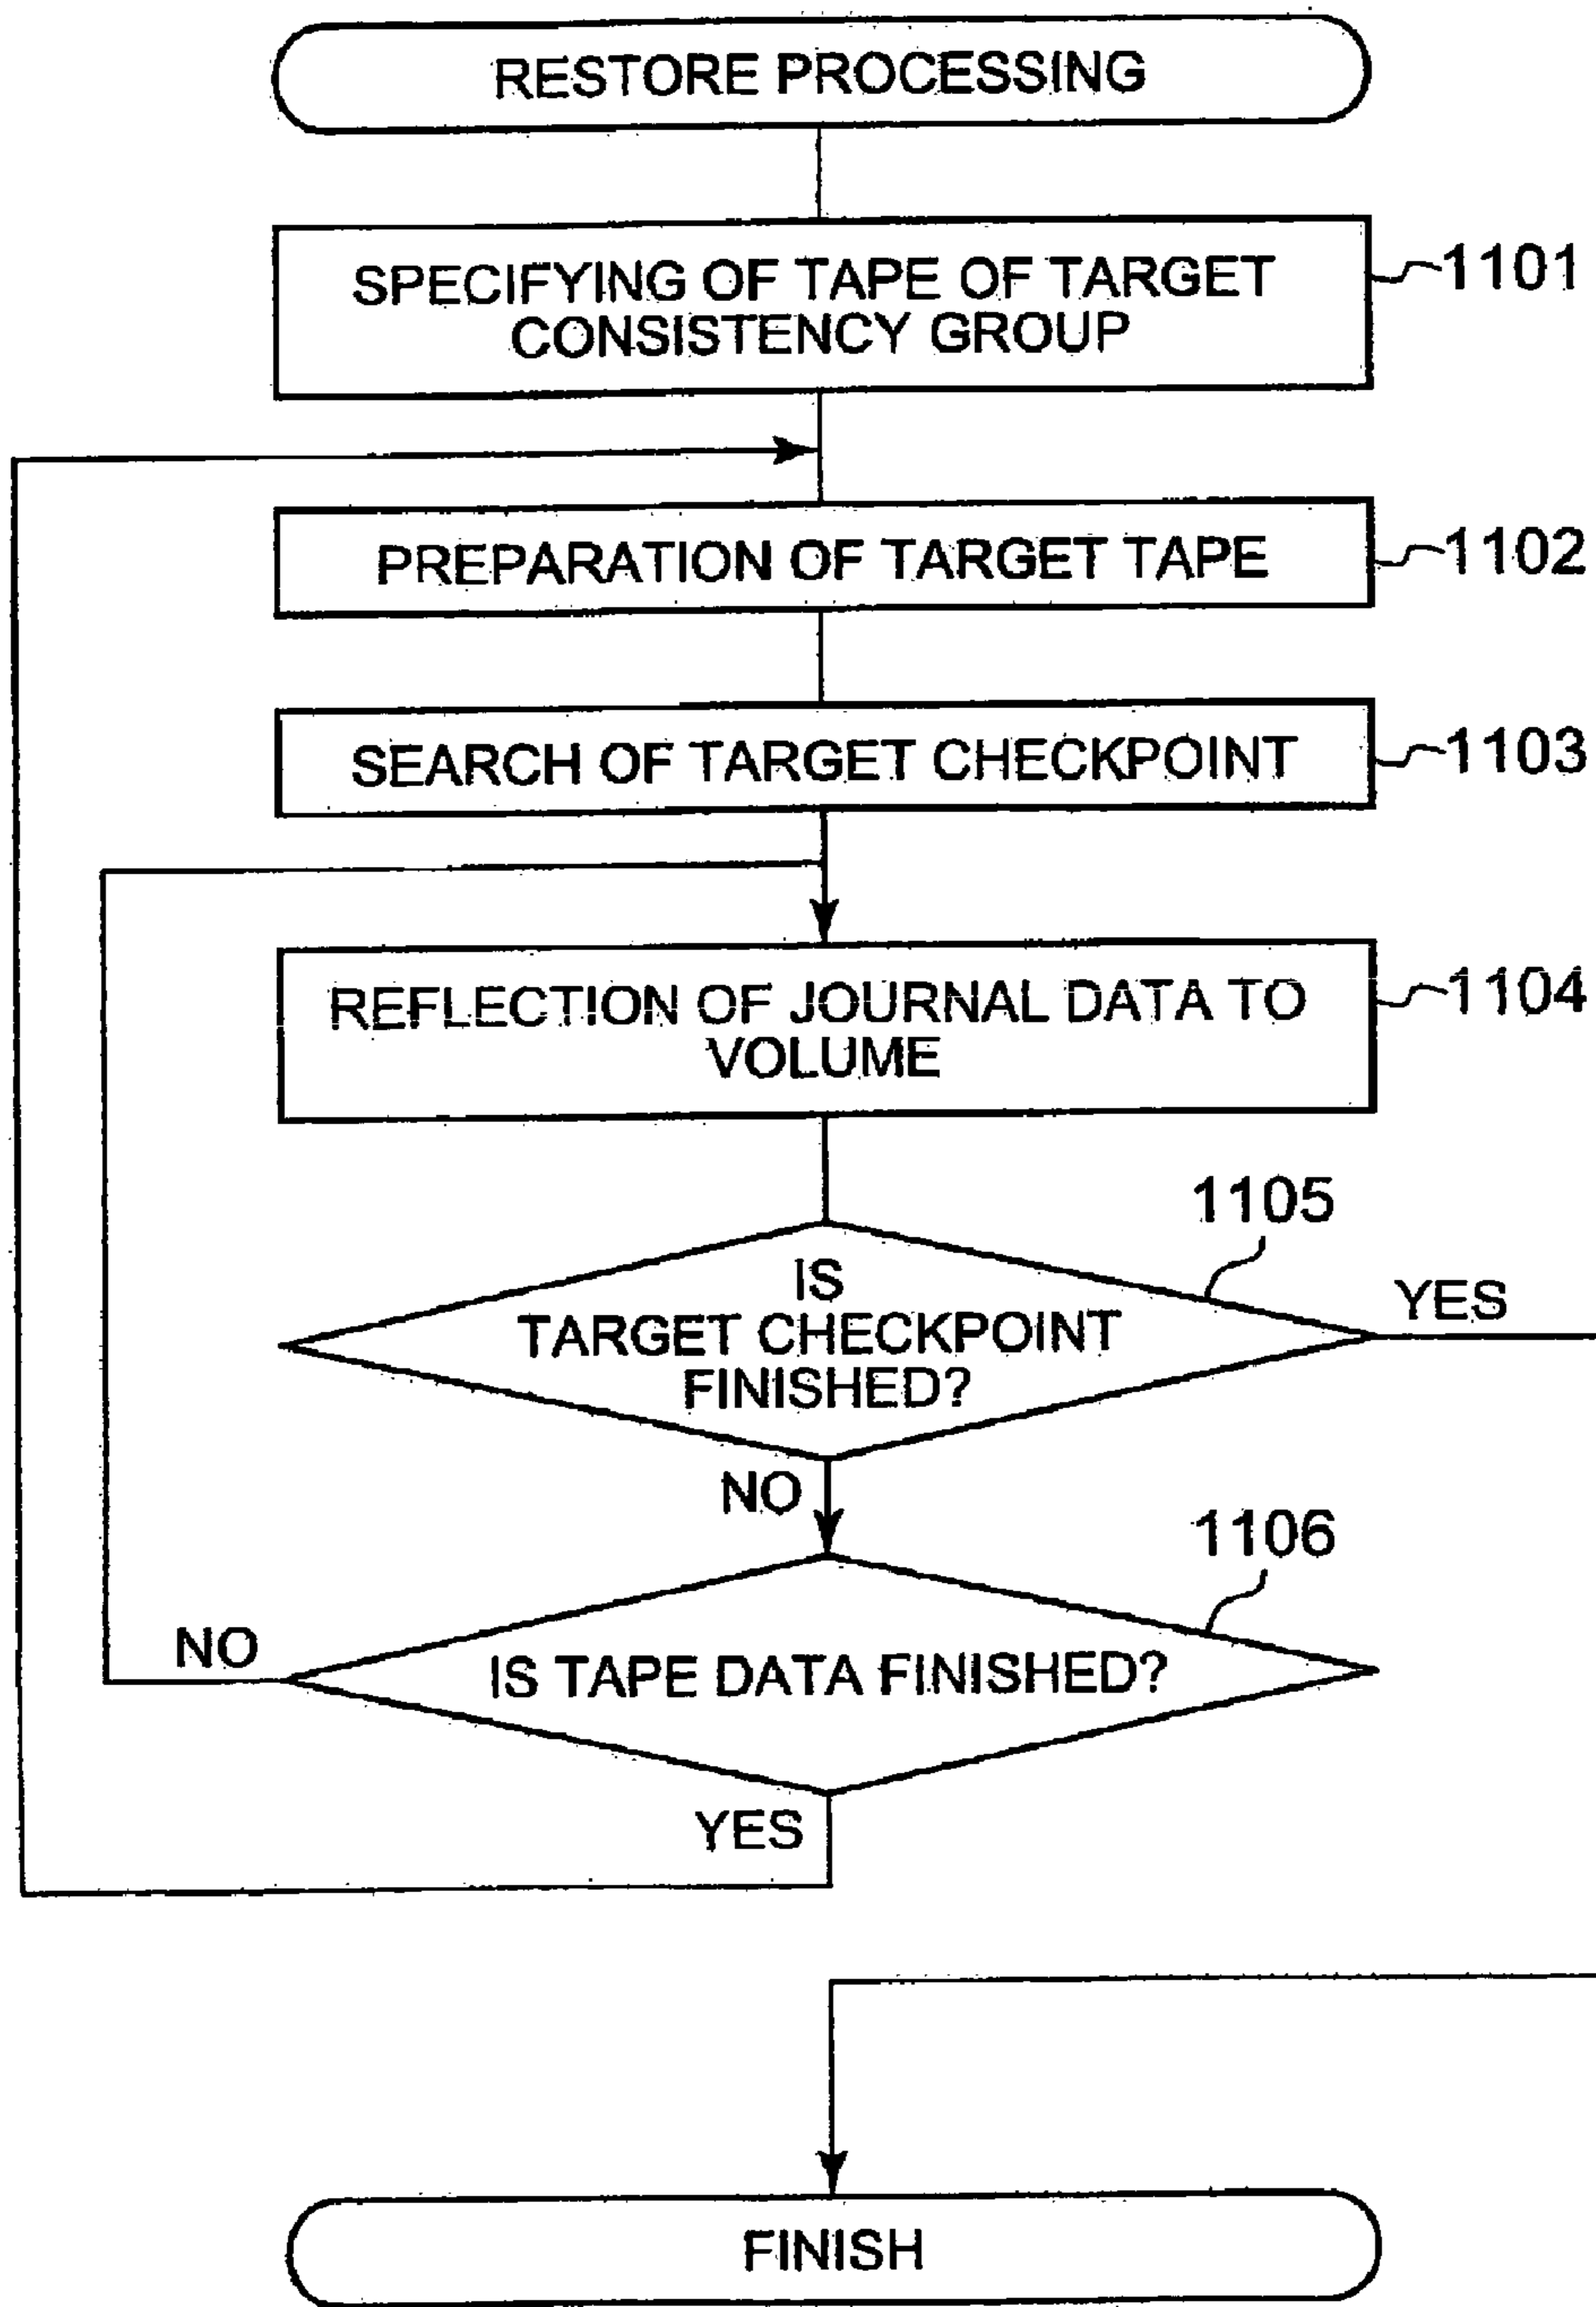 RESTORE PROCESSING
SPECIFYING OF TAPE OF TARGET
CONSISTENCY GROUP
1101
PREPARATION OF TARGET TAPE
1102
SEARCH OF TARGET CHECKPOINT
1103
REFLECTION OF JOURNAL DATA TO
VOLUME
1104
1105
IS
TARGET CHECKPOINT
FINISHED?
YES
NO
1106
IS TAPE DATA FINISHED?
NO
YES
FINISH